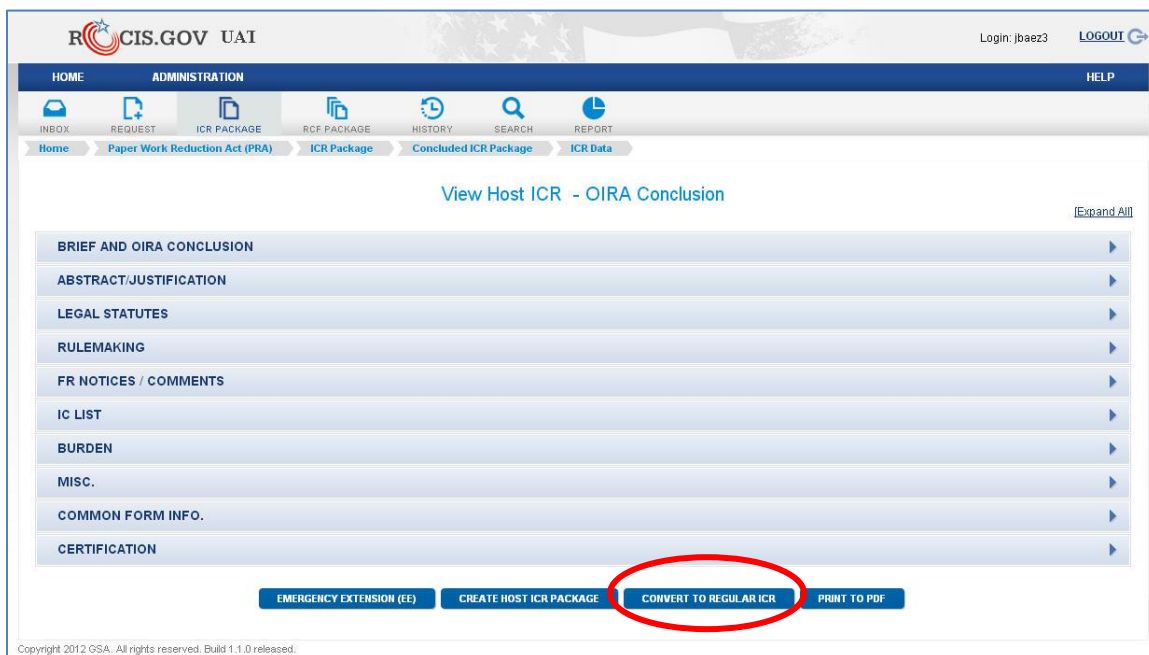 ROCIS.GOV UAT
Login: jbaez3 LOGOUT
HOME ADMINISTRATION HELP
INBOX REQUEST ICR PACKAGE RCF PACKAGE HISTORY SEARCH REPORT
Home Paper Work Reduction Act (PRA) ICR Package Concluded ICR Package ICR Data
View Host ICR - OIRA Conclusion
[Expand All]
BRIEF AND OIRA CONCLUSION
ABSTRACT/JUSTIFICATION
LEGAL STATUTES
RULEMAKING
FR NOTICES / COMMENTS
IC LIST
BURDEN
MISC.
COMMON FORM INFO.
CERTIFICATION
EMERGENCY EXTENSION (EE) CREATE HOST ICR PACKAGE CONVERT TO REGULAR ICR PRINT TO PDF
Copyright 2012 GSA. All rights reserved. Build 1.1.0 released.